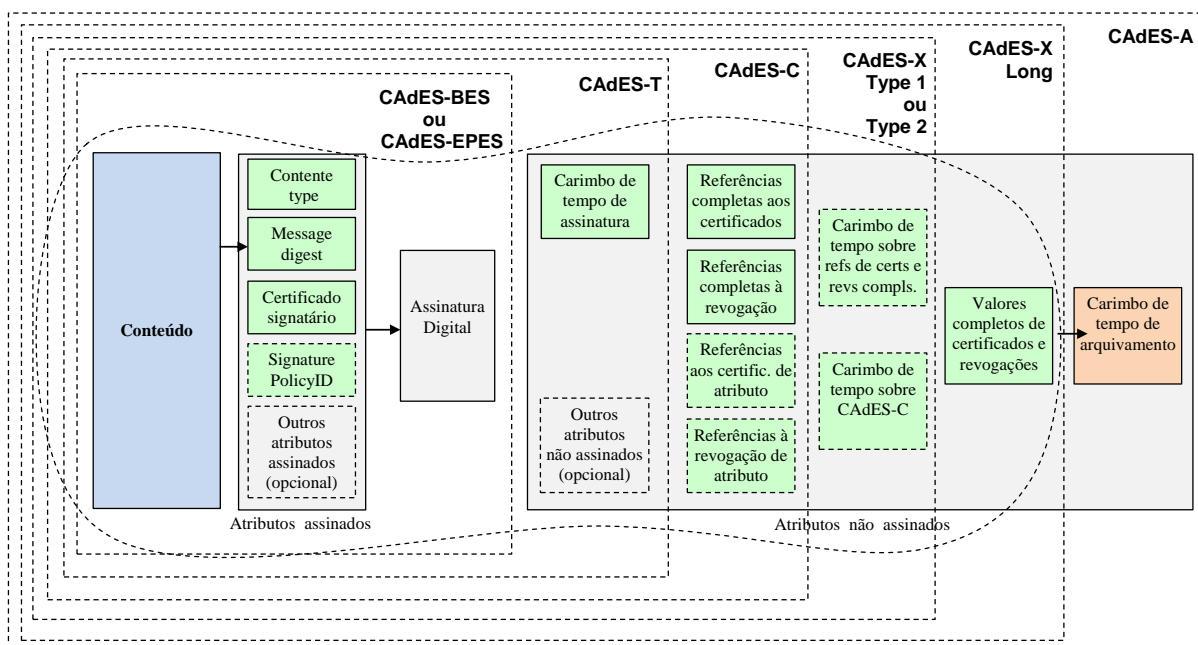 CAdES-A
CAdES-X
Long
CAdES-X
Type 1
ou
Type 2
CAdES-C
CAdES-T
CAdES-BES
ou
CAdES-EPES
Conteúdo
Contente
type
Message
digest
Certificado
signatário
Signature
PolicyID
Outros
atributos
assinados
(opcional)
Atributos assinados
Assinatura
Digital
Carimbo de
tempo de
assinatura
Outros
atributos
não assinados
(opcional)
Referências
completas aos
certificados
Referências
completas à
revogação
Referências
aos certific. de
atributo
Referências à
revogação de
atributo
Carimbo de
tempo sobre
refs de certs e
revs compls.
Carimbo de
tempo sobre
CAdES-C
Valores
completos de
certificados e
revogações
Carimbo de
tempo de
arquivamento
Atributos não assinados